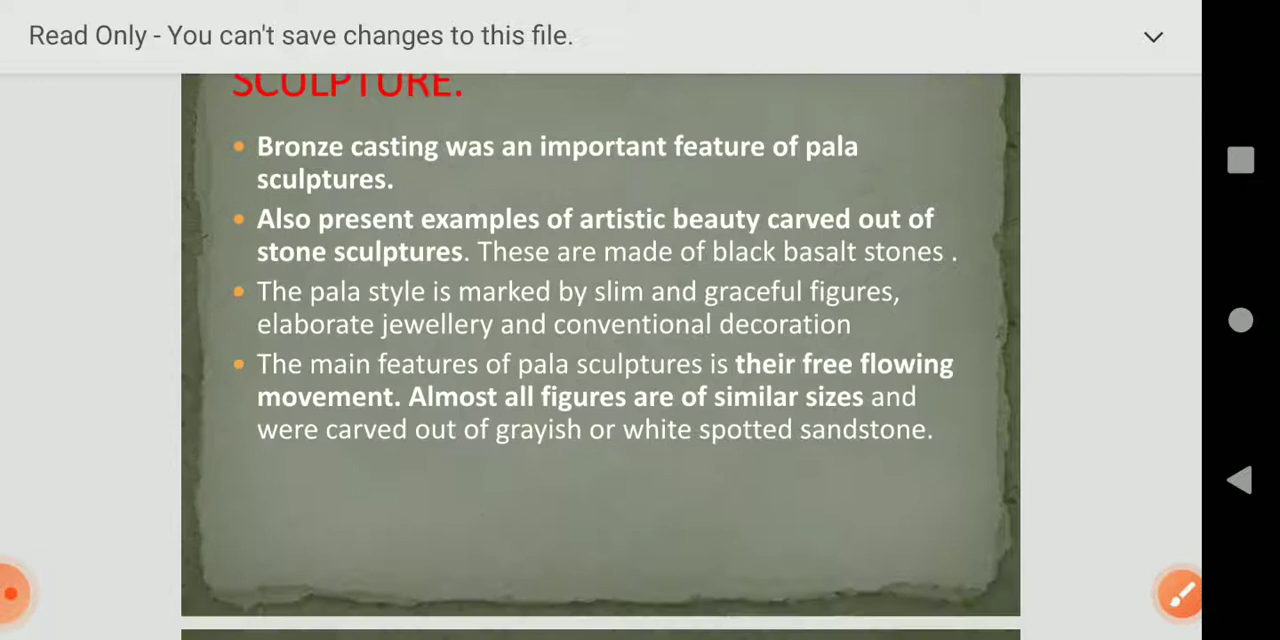 Read Only - You can't save changes to this file.
SCULPTURE.
Bronze casting was an important feature of pala
sculptures.
Also present examples of artistic beauty carved out of
stone sculptures. These are made of black basalt stones .
The pala style is marked by slim and graceful figures,
elaborate jewellery and conventional decoration
The main features of pala sculptures is their free flowing
movement. Almost all figures are of similar sizes and
were carved out of grayish or white spotted sandstone.